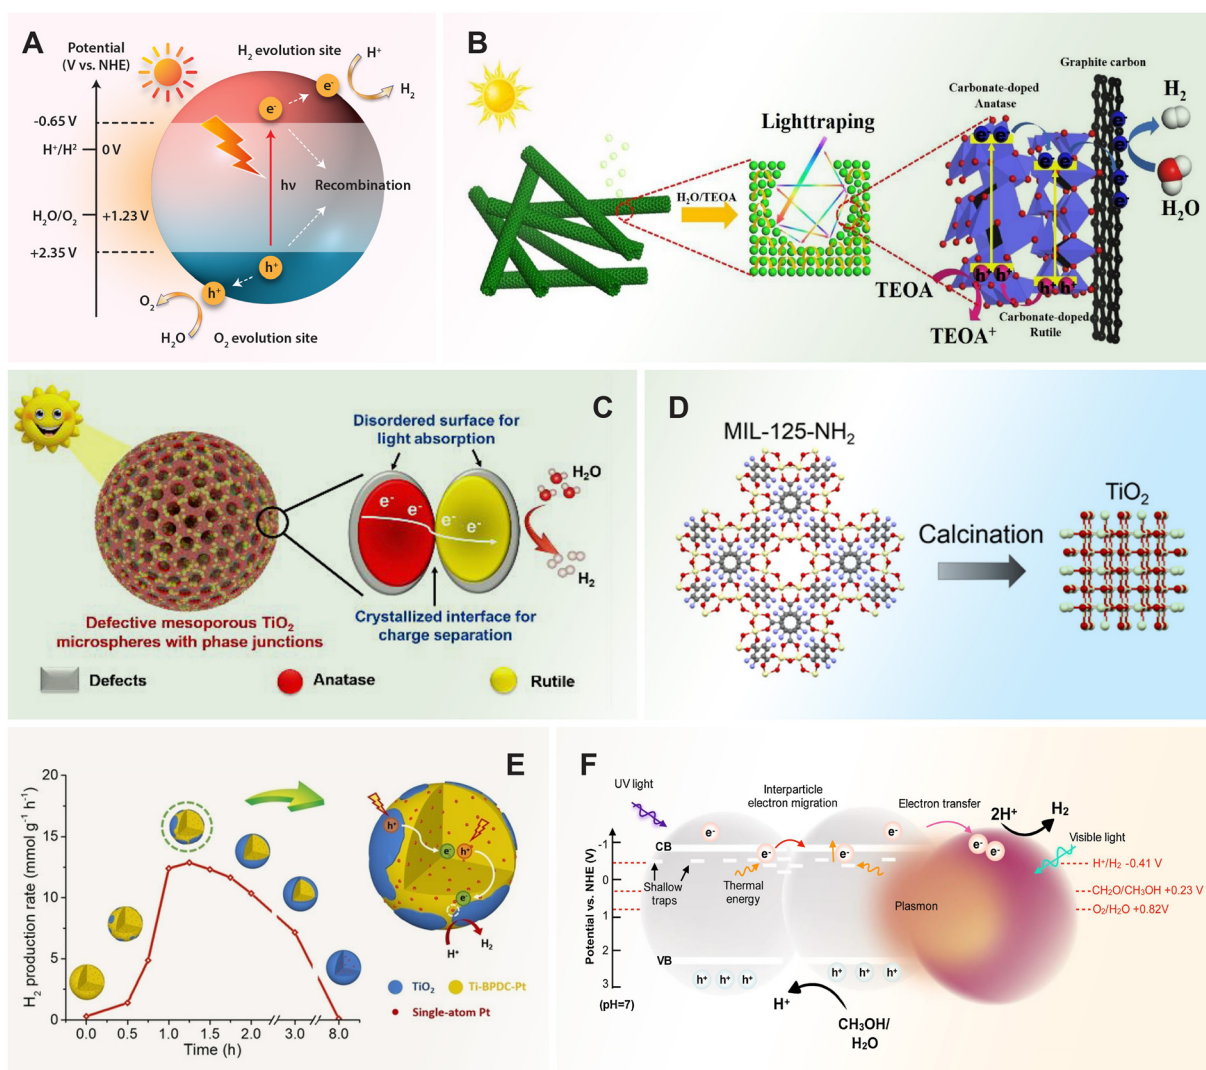 A
Potential
(V vs. NHE)
H₂ evolution site
H⁺
H₂
e⁻
e⁻
-0.65 V
H⁺/H²
0 V
hν
Recombination
H₂O/O₂
+1.23 V
+2.35 V
h⁺
h⁺
O₂
H₂O
O₂ evolution site
B
Graphite carbon
Carbonate-doped
Anatase
H₂
Lighttraping
H₂O/TEOA
e⁻ e⁻
e⁻ e⁻
e⁻
e⁻
e⁻
e⁻
H₂O
h⁺ h⁺
h⁺ h⁺
TEOA
TEOA⁺
Carbonate-doped
Rutile
C
Disordered surface for
light absorption
H₂O
e⁻
e⁻
e⁻
H₂
Crystallized interface for
charge separation
Defective mesoporous TiO₂
microspheres with phase junctions
Defects
Anatase
Rutile
D
MIL-125-NH₂
TiO₂
Calcination
E
H₂ production rate (mmol g⁻¹ h⁻¹)
20
15
10
5
0
0.0
0.5
1.0
1.5
2.0
3.0
8.0
Time (h)
h⁺
e⁻
h⁺
e⁻
H⁺
H₂
TiO₂
Ti-BPDC-Pt
Single-atom Pt
F
UV light
Interparticle
electron migration
Electron transfer
2H⁺
H₂
Visible light
e⁻
e⁻
e⁻
e⁻
e⁻
e⁻
CB
Shallow
traps
Thermal
energy
Plasmon
H⁺/H₂ -0.41 V
CH₂O/CH₃OH +0.23 V
O₂/H₂O +0.82V
Potential vs. NHE (V)
-1
0
1
2
3
(pH=7)
VB
h⁺ h⁺ h⁺
h⁺ h⁺ h⁺
H⁺
CH₃OH/
H₂O